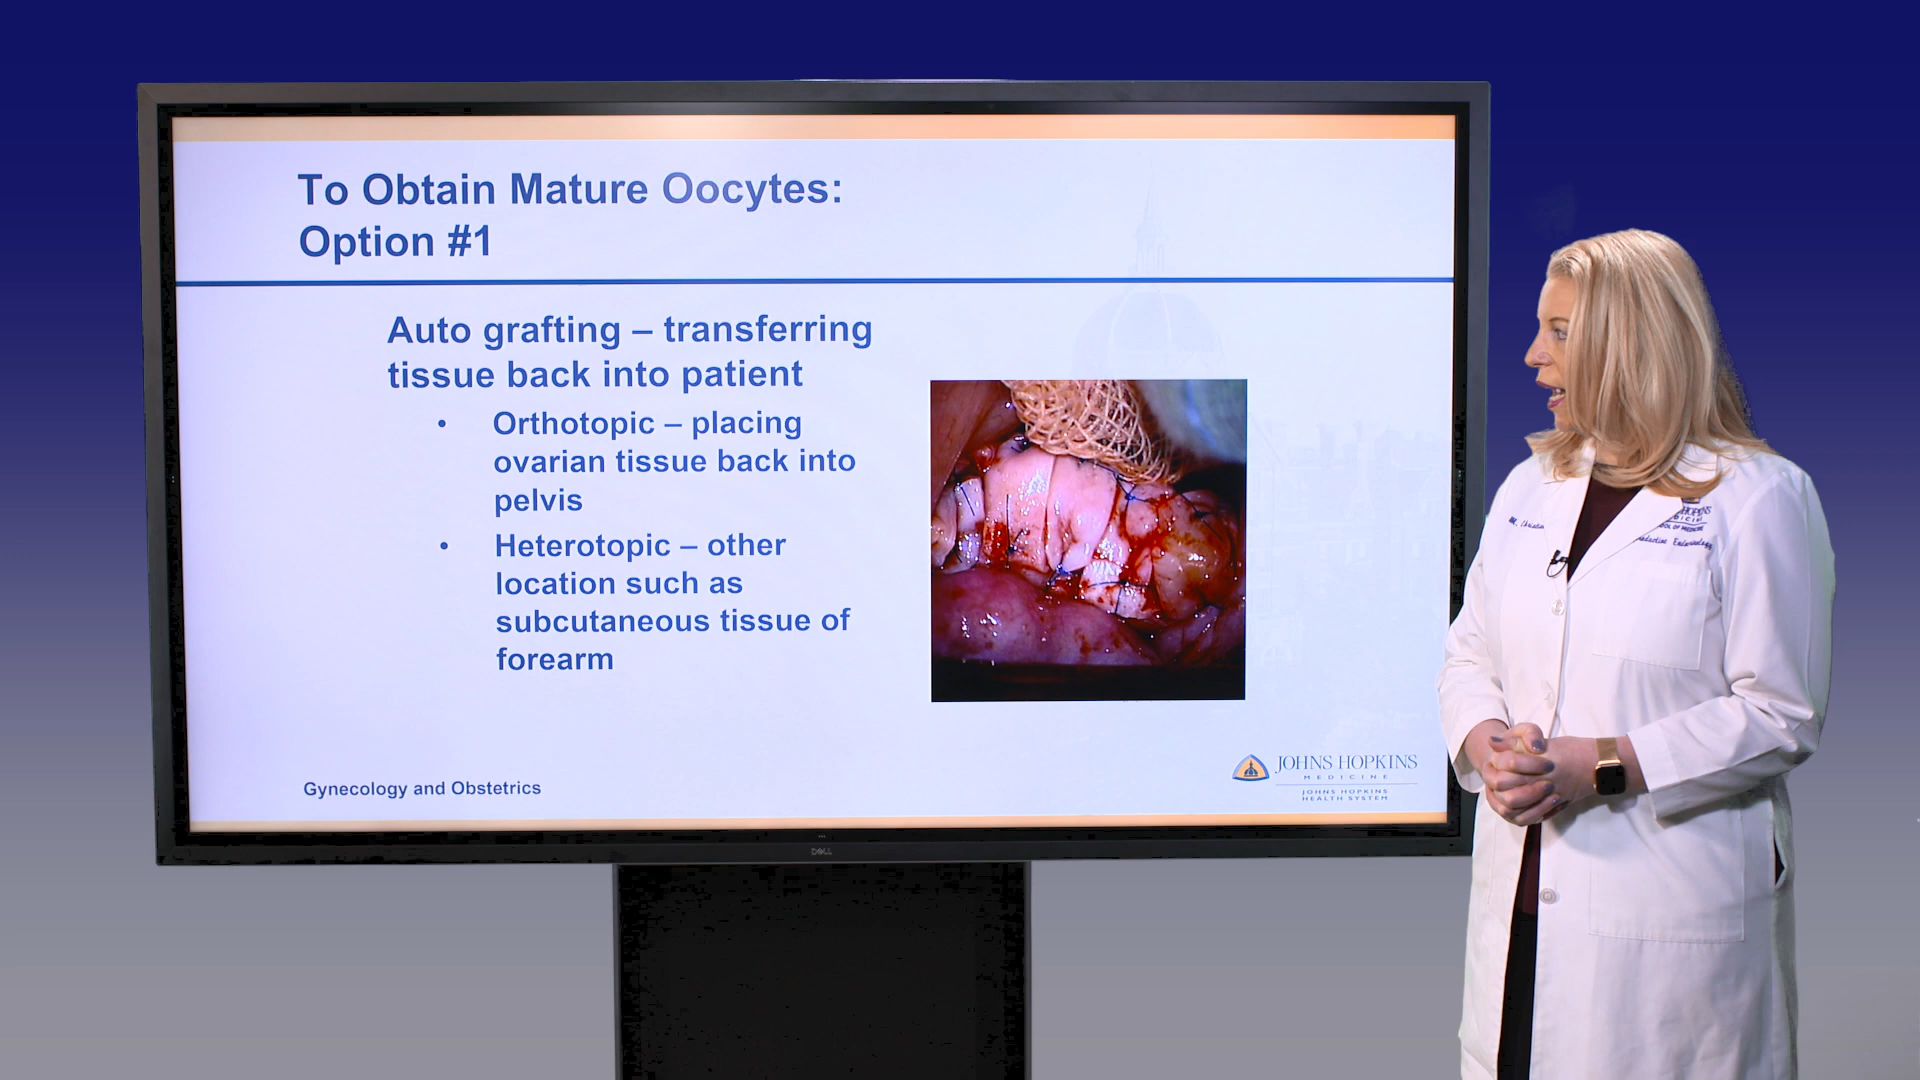 To Obtain Mature Oocytes:
Option #1
Auto grafting – transferring
tissue back into patient
• Orthotopic – placing
ovarian tissue back into
pelvis
• Heterotopic – other
location such as
subcutaneous tissue of
forearm
Gynecology and Obstetrics
JOHNS HOPKINS
MEDICINE
JOHNS HOPKINS
HEALTH SYSTEM
DELL